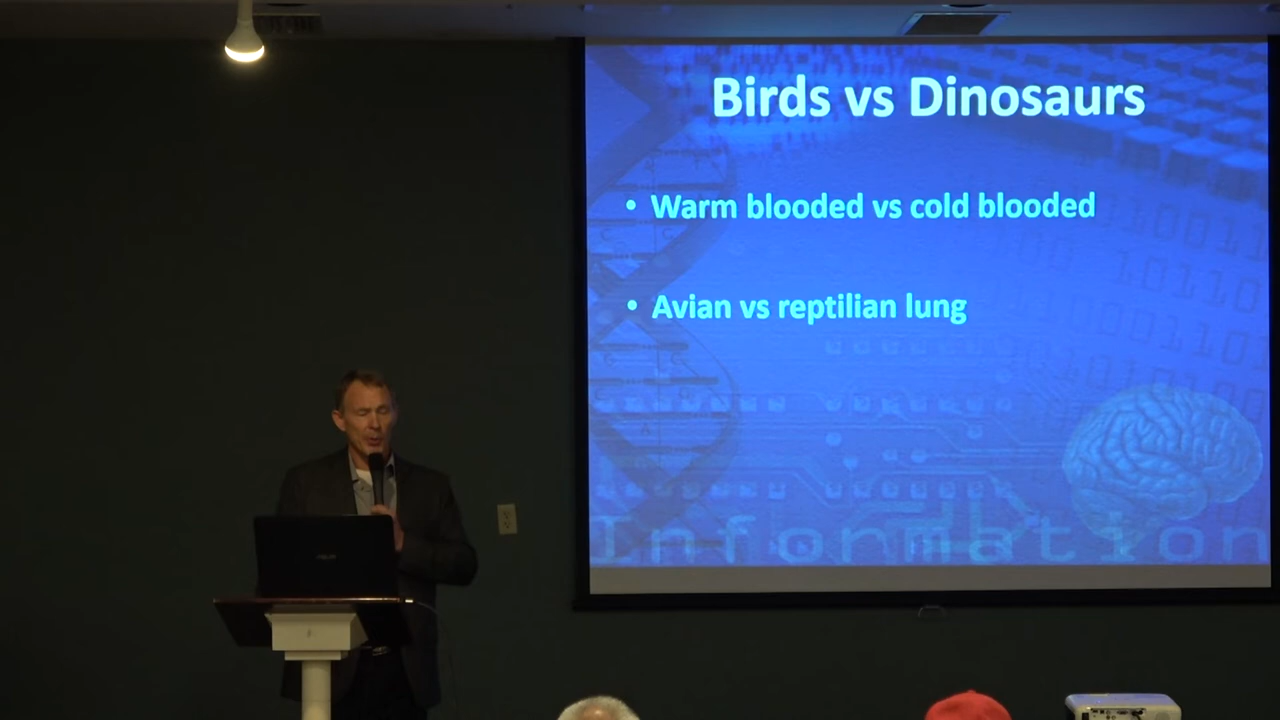 Birds vs Dinosaurs
• Warm blooded vs cold blooded
• Avian vs reptilian lung
Information